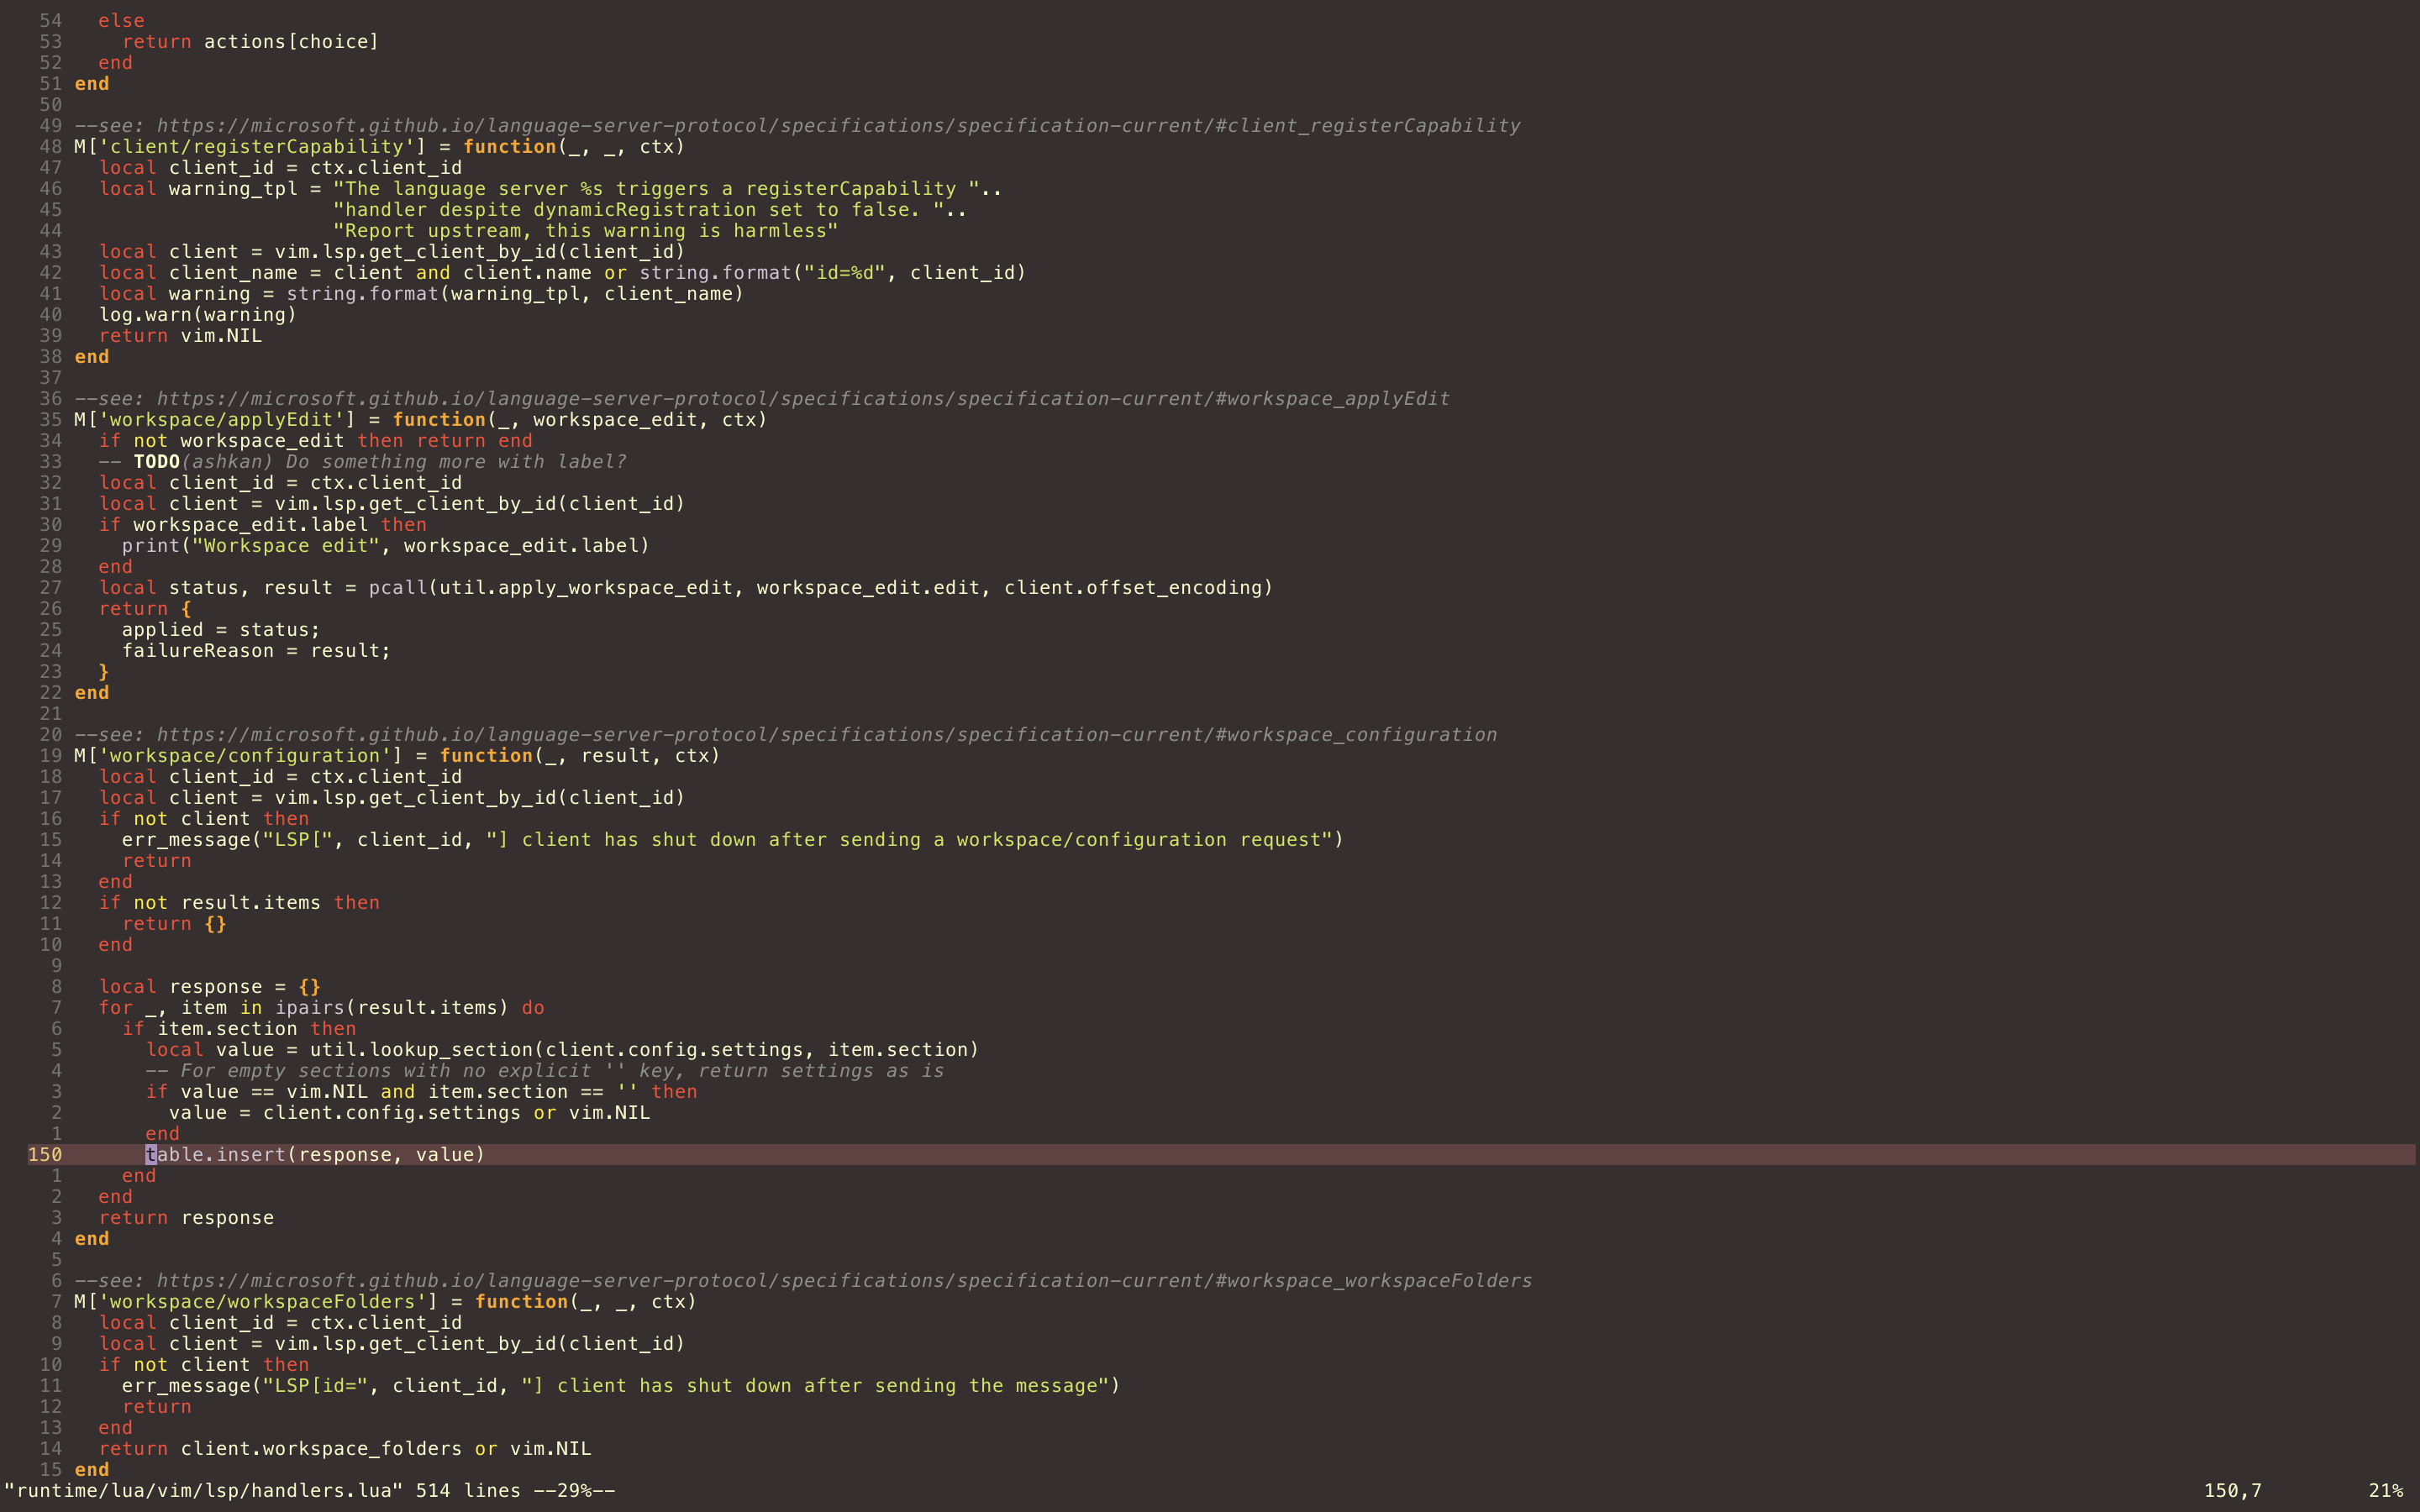 54   else
53     return actions[choice]
52   end
51 end
50
49 --see: https://microsoft.github.io/language-server-protocol/specifications/specification-current/#client_registerCapability
48 M['client/registerCapability'] = function(_, _, ctx)
47   local client_id = ctx.client_id
46   local warning_tpl = "The language server %s triggers a registerCapability "..
45                       "handler despite dynamicRegistration set to false. "..
44                       "Report upstream, this warning is harmless"
43   local client = vim.lsp.get_client_by_id(client_id)
42   local client_name = client and client.name or string.format("id=%d", client_id)
41   local warning = string.format(warning_tpl, client_name)
40   log.warn(warning)
39   return vim.NIL
38 end
37
36 --see: https://microsoft.github.io/language-server-protocol/specifications/specification-current/#workspace_applyEdit
35 M['workspace/applyEdit'] = function(_, workspace_edit, ctx)
34   if not workspace_edit then return end
33   -- TODO(ashkan) Do something more with label?
32   local client_id = ctx.client_id
31   local client = vim.lsp.get_client_by_id(client_id)
30   if workspace_edit.label then
29     print("Workspace edit", workspace_edit.label)
28   end
27   local status, result = pcall(util.apply_workspace_edit, workspace_edit.edit, client.offset_encoding)
26   return {
25     applied = status;
24     failureReason = result;
23   }
22 end
21
20 --see: https://microsoft.github.io/language-server-protocol/specifications/specification-current/#workspace_configuration
19 M['workspace/configuration'] = function(_, result, ctx)
18   local client_id = ctx.client_id
17   local client = vim.lsp.get_client_by_id(client_id)
16   if not client then
15     err_message("LSP[", client_id, "] client has shut down after sending a workspace/configuration request")
14     return
13   end
12   if not result.items then
11     return {}
10   end
9
8   local response = {}
7   for _, item in ipairs(result.items) do
6     if item.section then
5       local value = util.lookup_section(client.config.settings, item.section)
4       -- For empty sections with no explicit '' key, return settings as is
3       if value == vim.NIL and item.section == '' then
2         value = client.config.settings or vim.NIL
1       end
150       table.insert(response, value)
1     end
2   end
3   return response
4 end
5
6 --see: https://microsoft.github.io/language-server-protocol/specifications/specification-current/#workspace_workspaceFolders
7 M['workspace/workspaceFolders'] = function(_, _, ctx)
8   local client_id = ctx.client_id
9   local client = vim.lsp.get_client_by_id(client_id)
10   if not client then
11     err_message("LSP[id=", client_id, "] client has shut down after sending the message")
12     return
13   end
14   return client.workspace_folders or vim.NIL
15 end
"runtime/lua/vim/lsp/handlers.lua" 514 lines --29%-- 150,7 21%